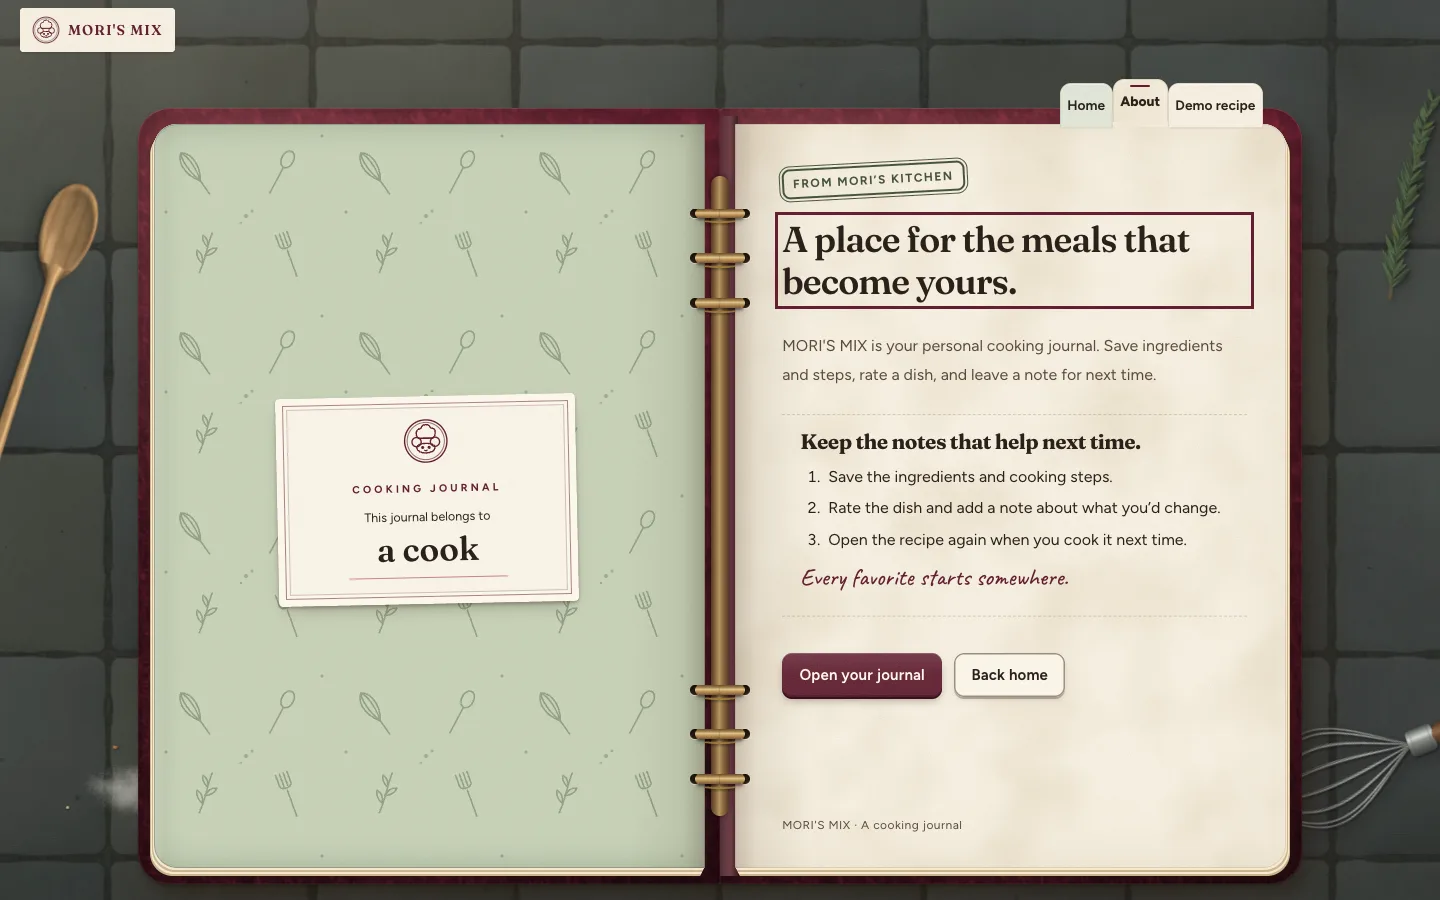 MORI'S MIX
Home
About
Demo recipe
COOKING JOURNAL
This journal belongs to
a cook
FROM MORI'S KITCHEN
A place for the meals that
become yours.
MORI'S MIX is your personal cooking journal. Save ingredients
and steps, rate a dish, and leave a note for next time.
Keep the notes that help next time.
1. Save the ingredients and cooking steps.
2. Rate the dish and add a note about what you’d change.
3. Open the recipe again when you cook it next time.
Every favorite starts somewhere.
Open your journal
Back home
MORI'S MIX · A cooking journal